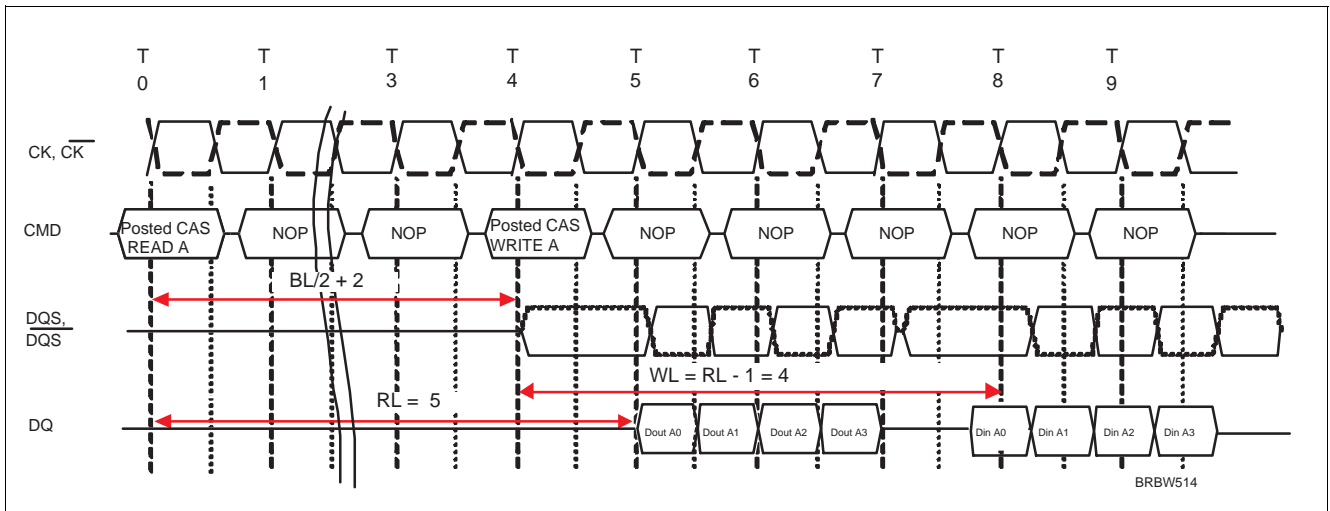 T T T T T T T T T
0 1 3 4 5 6 7 8 9
CK, CK
CMD
Posted CAS
READ A
NOP
NOP
Posted CAS
WRITE A
NOP
NOP
NOP
NOP
NOP
BL/2 + 2
DQS,
DQS
WL = RL - 1 = 4
RL = 5
DQ
Dout A0 Dout A1 Dout A2 Dout A3 Din A0 Din A1 Din A2 Din A3
BRBW514